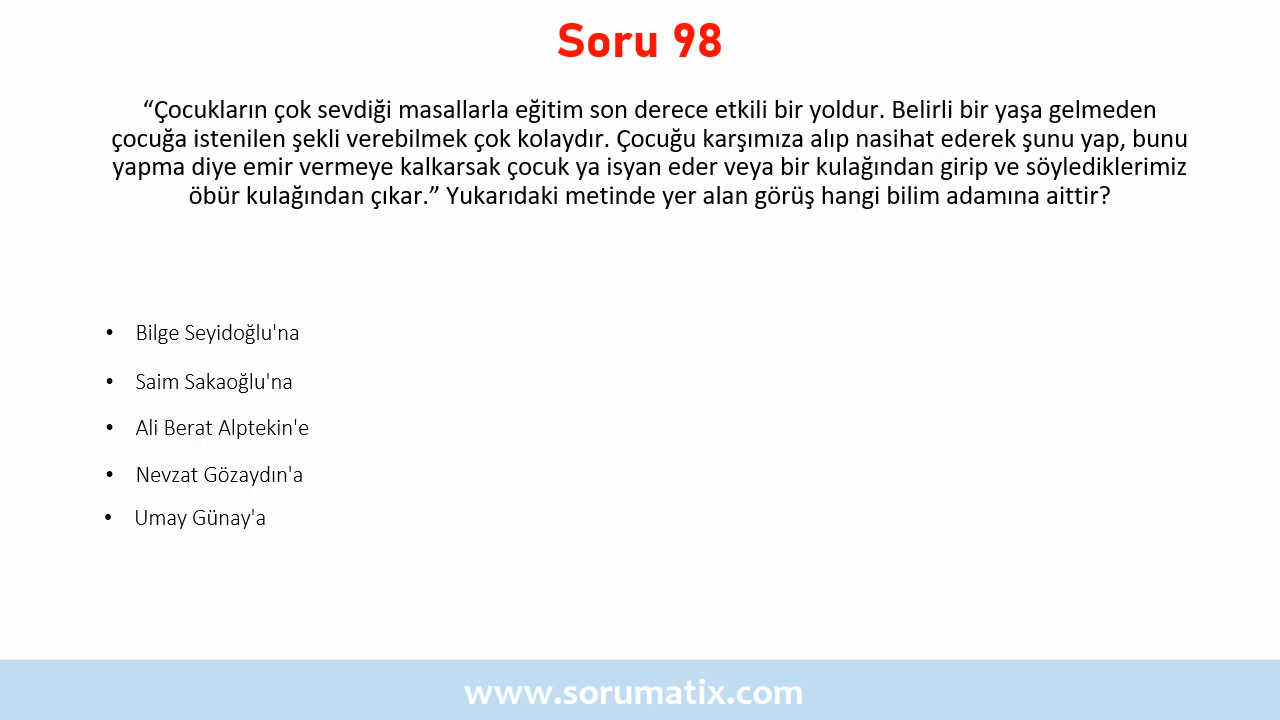 Soru 98
“Çocukların çok sevdiği masallarla eğitim son derece etkili bir yoldur. Belirli bir yaşa gelmeden
çocuğa istenilen şekli verebilmek çok kolaydır. Çocuğu karşımıza alıp nasihat ederek şunu yap, bunu
yapma diye emir vermeye kalkarsak çocuk ya isyan eder veya bir kulağından girip ve söylediklerimiz
öbür kulağından çıkar.” Yukarıdaki metinde yer alan görüş hangi bilim adamına aittir?
• Bilge Seyidoğlu'na
• Saim Sakaoğlu'na
• Ali Berat Alptekin'e
• Nevzat Gözaydın'a
• Umay Günay'a
www.sorumatix.com